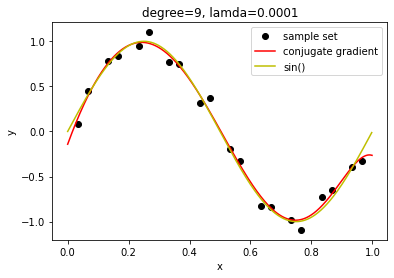 degree=9, lamda=0.0001
sample set
conjugate gradient
sin()
1.0
0.5
0.0
-0.5
-1.0
y
0.0
0.2
0.4
0.6
0.8
1.0
x